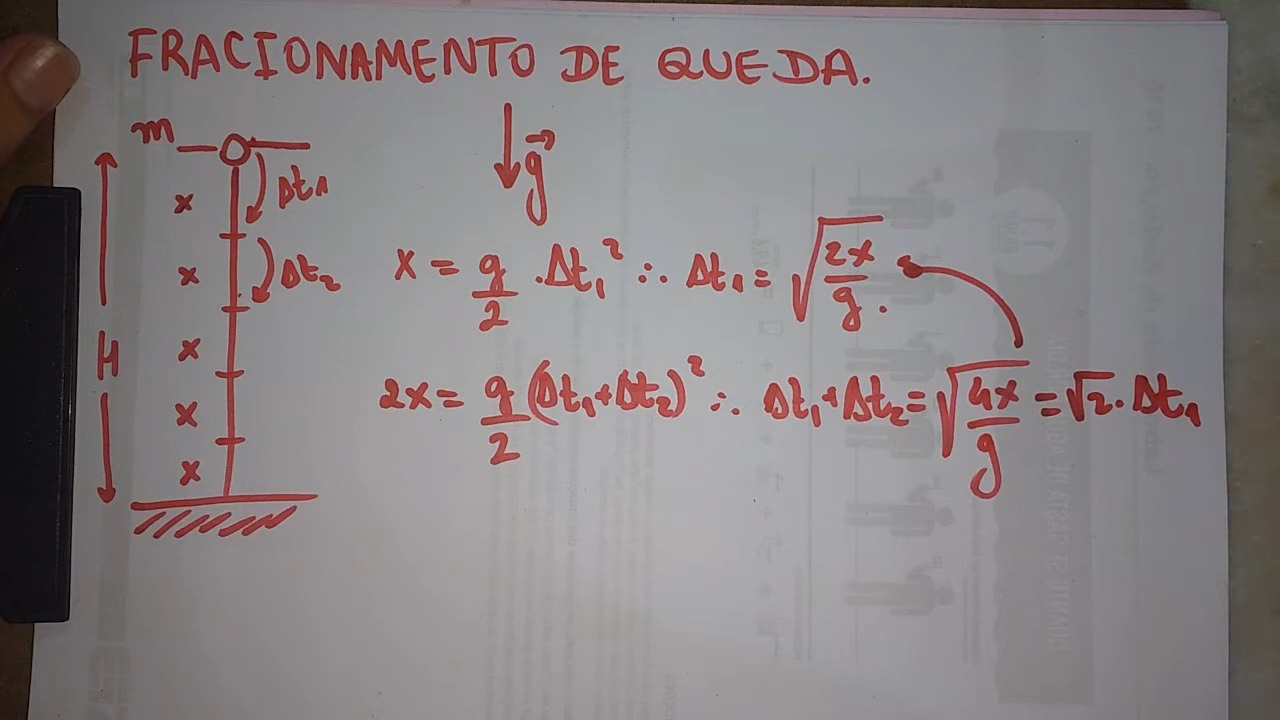 FRACIONAMENTO DE QUEDA.
m
g⃗
x Δt₁
x Δt₂
x
x
x
H
x = g/2 .Δt₁² ∴ Δt₁ = √(2x/g).
2x = g/2 (Δt₁+Δt₂)² ∴ Δt₁+Δt₂ = √(4x/g) = √2 . Δt₁